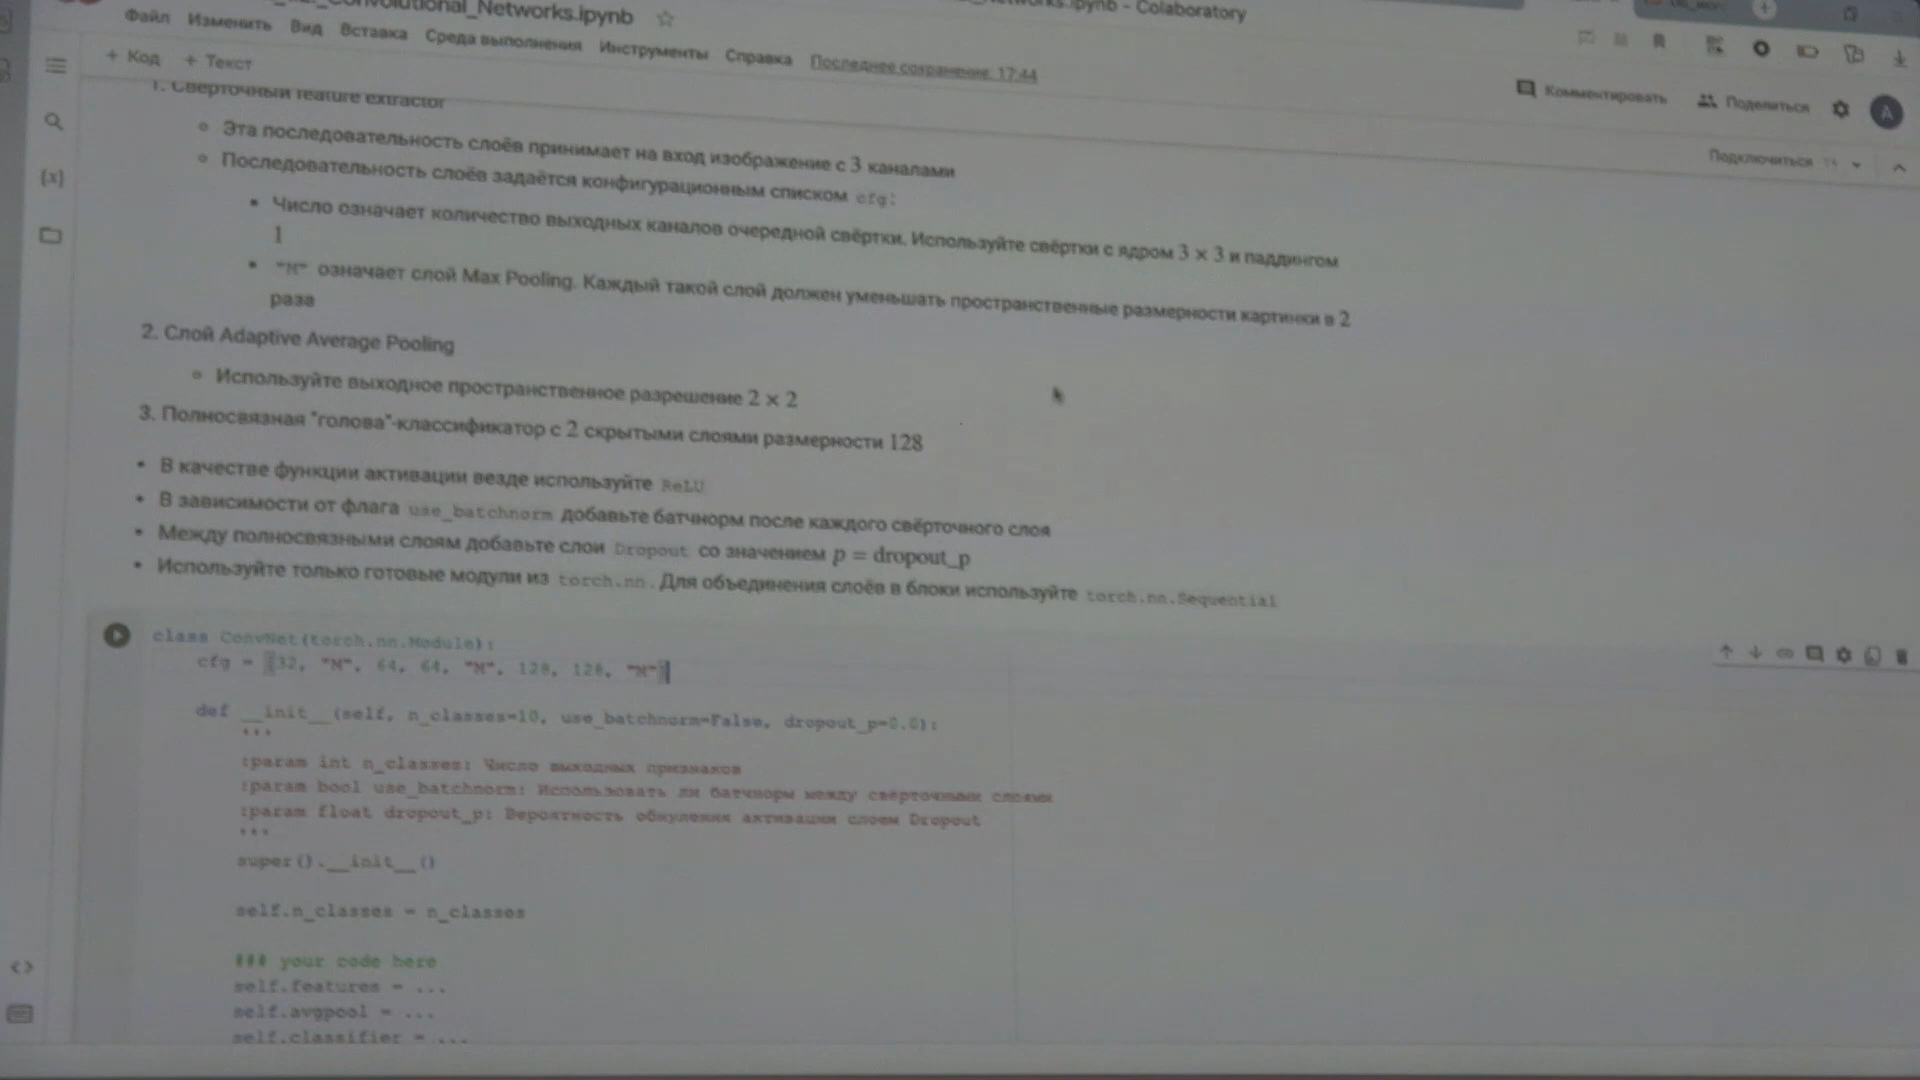 Convolutional_Networks.ipynb
- Colaboratory
Файл Изменить Вид Вставка Среда выполнения Инструменты Справка Последнее сохранение: 17:44
+ Код + Текст
Комментировать Поделиться
A
Подключиться
1. Свёрточный feature extractor
Эта последовательность слоёв принимает на вход изображение с 3 каналами
Последовательность слоёв задаётся конфигурационным списком cfg:
Число означает количество выходных каналов очередной свёртки. Используйте свёртки с ядром 3 × 3 и паддингом
1
"M" означает слой Max Pooling. Каждый такой слой должен уменьшать пространственные размерности картинки в 2
раза
2. Слой Adaptive Average Pooling
Используйте выходное пространственное разрешение 2 × 2
3. Полносвязная "голова"-классификатор с 2 скрытыми слоями размерности 128
В качестве функции активации везде используйте ReLU
В зависимости от флага use_batchnorm добавьте батчнорм после каждого свёрточного слоя
Между полносвязными слоям добавьте слои Dropout со значением p = dropout_p
Используйте только готовые модули из torch.nn. Для объединения слоёв в блоки используйте torch.nn.Sequential
class ConvNet(torch.nn.Module):
cfg = [32, "M", 64, 64, "M", 128, 128, "M"]
def __init__(self, n_classes=10, use_batchnorm=False, dropout_p=0.0):
'''
:param int n_classes: Число выходных признаков
:param bool use_batchnorm: Использовать ли батчнорм между свёрточными слоями
:param float dropout_p: Вероятность обнуления активации слоем Dropout
'''
super().__init__()
self.n_classes = n_classes
### your code here
self.features = ...
self.avgpool = ...
self.classifier = ...